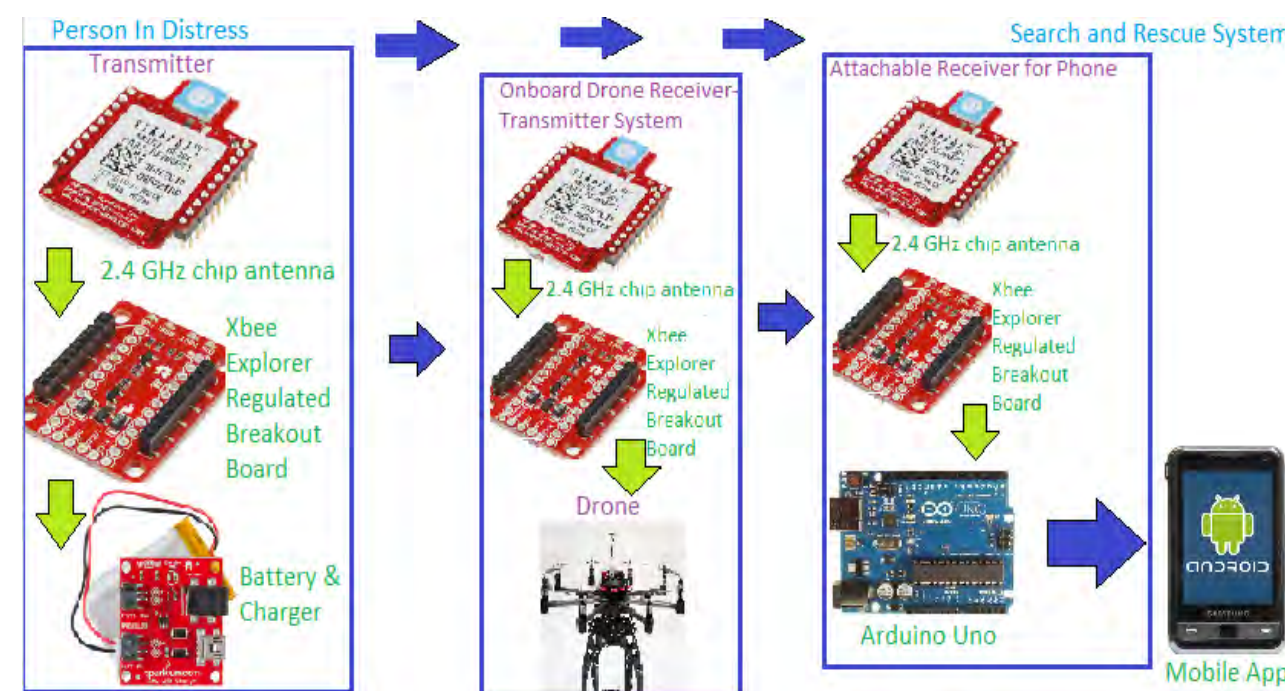 Person In Distress
Search and Rescue System
Transmitter
2.4 GHz chip antenna
Xbee
Explorer
Regulated
Breakout
Board
Battery &
Charger
Onboard Drone Receiver-
Transmitter System
2.4 GHz chip antenna
Xbee
Explorer
Regulated
Breakout
Board
Drone
Attachable Receiver for Phone
2.4 GHz chip antenna
Xbee
Explorer
Regulated
Breakout
Board
ARDUINO
Arduino Uno
SAMSUNG
Mobile App